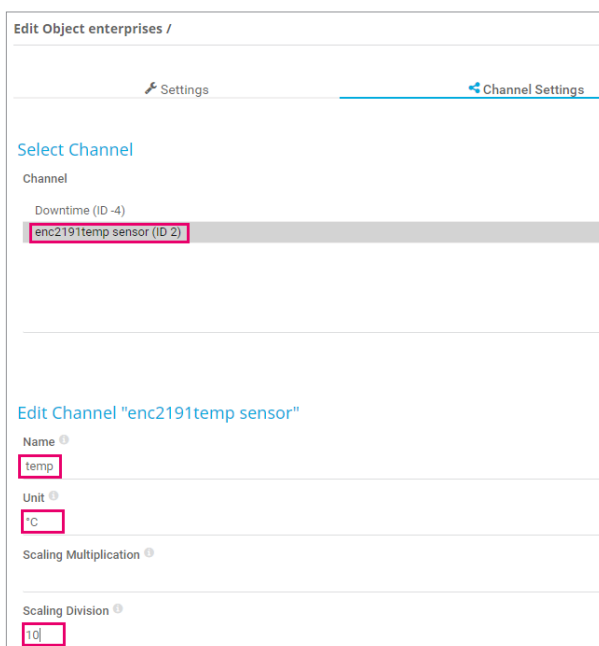 Edit Object enterprises /
Settings
Channel Settings
Select Channel
Channel
Downtime (ID -4)
enc2191temp sensor (ID 2)
Edit Channel "enc2191temp sensor"
Name
temp
Unit
°C
Scaling Multiplication
Scaling Division
10